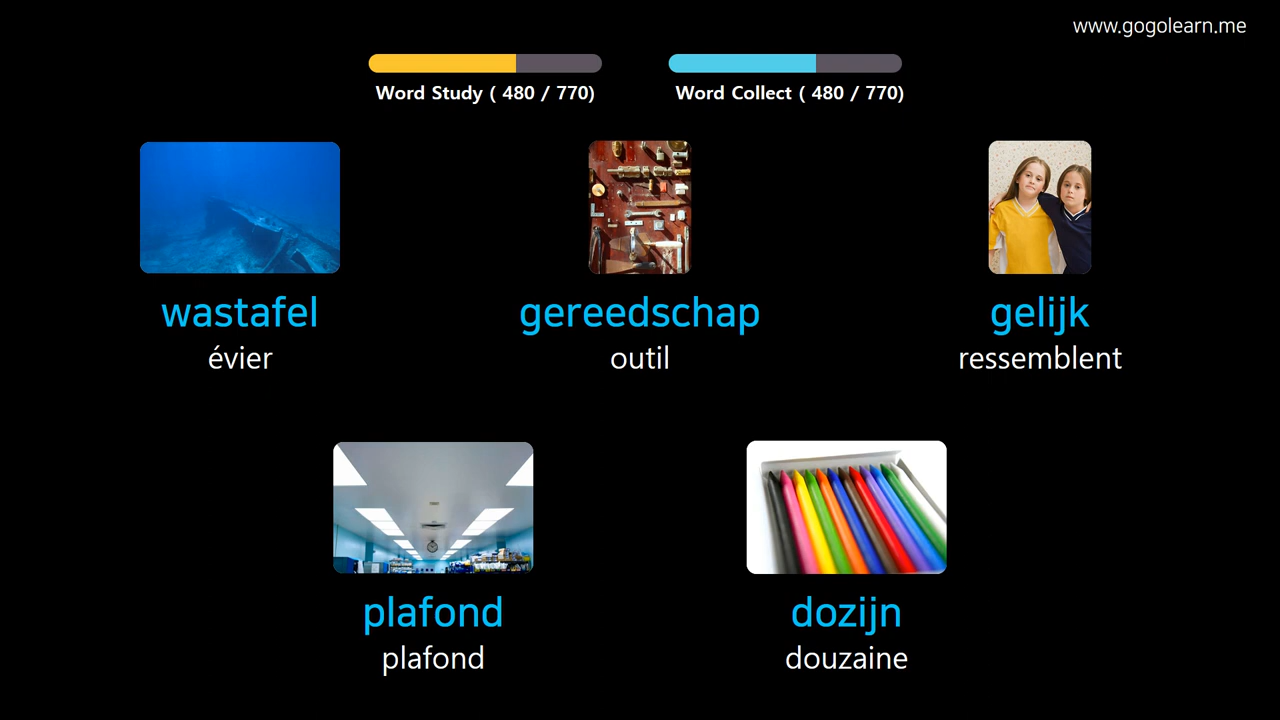 www.gogolearn.me
Word Study ( 480 / 770)
Word Collect ( 480 / 770)
wastafel
évier
gereedschap
outil
gelijk
ressemblent
plafond
plafond
dozijn
douzaine